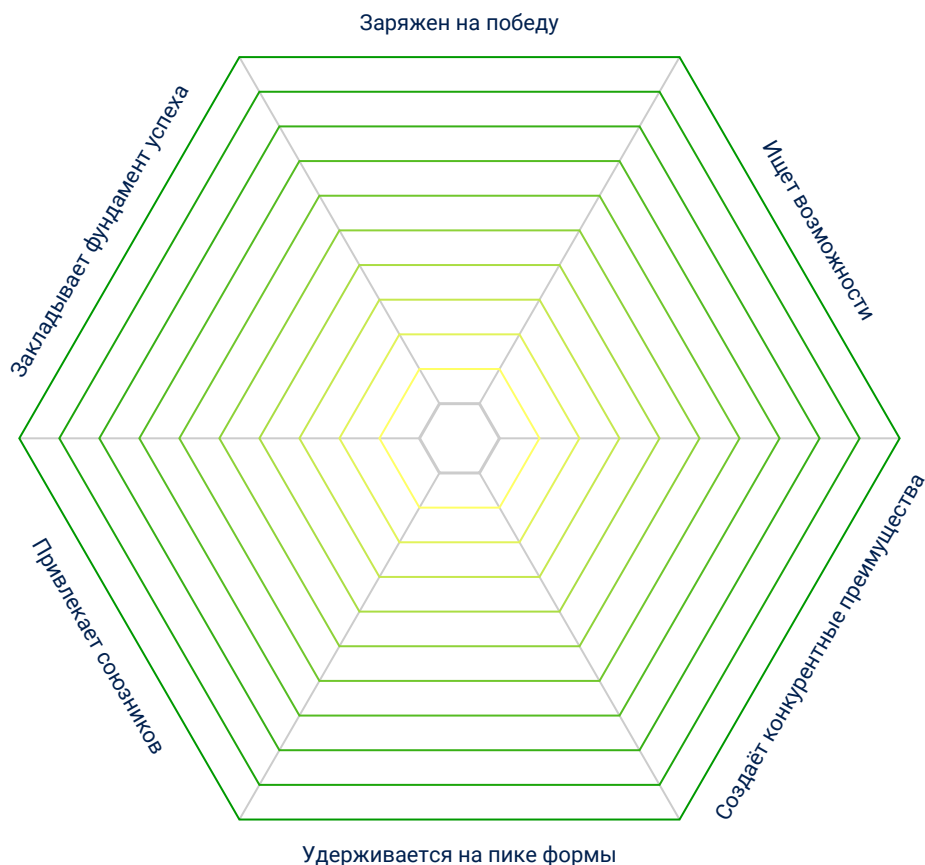 Заряжен на победу
Закладывает фундамент успеха
Ищет возможности
Привлекает союзников
Создаёт конкурентные преимущества
Удерживается на пике формы